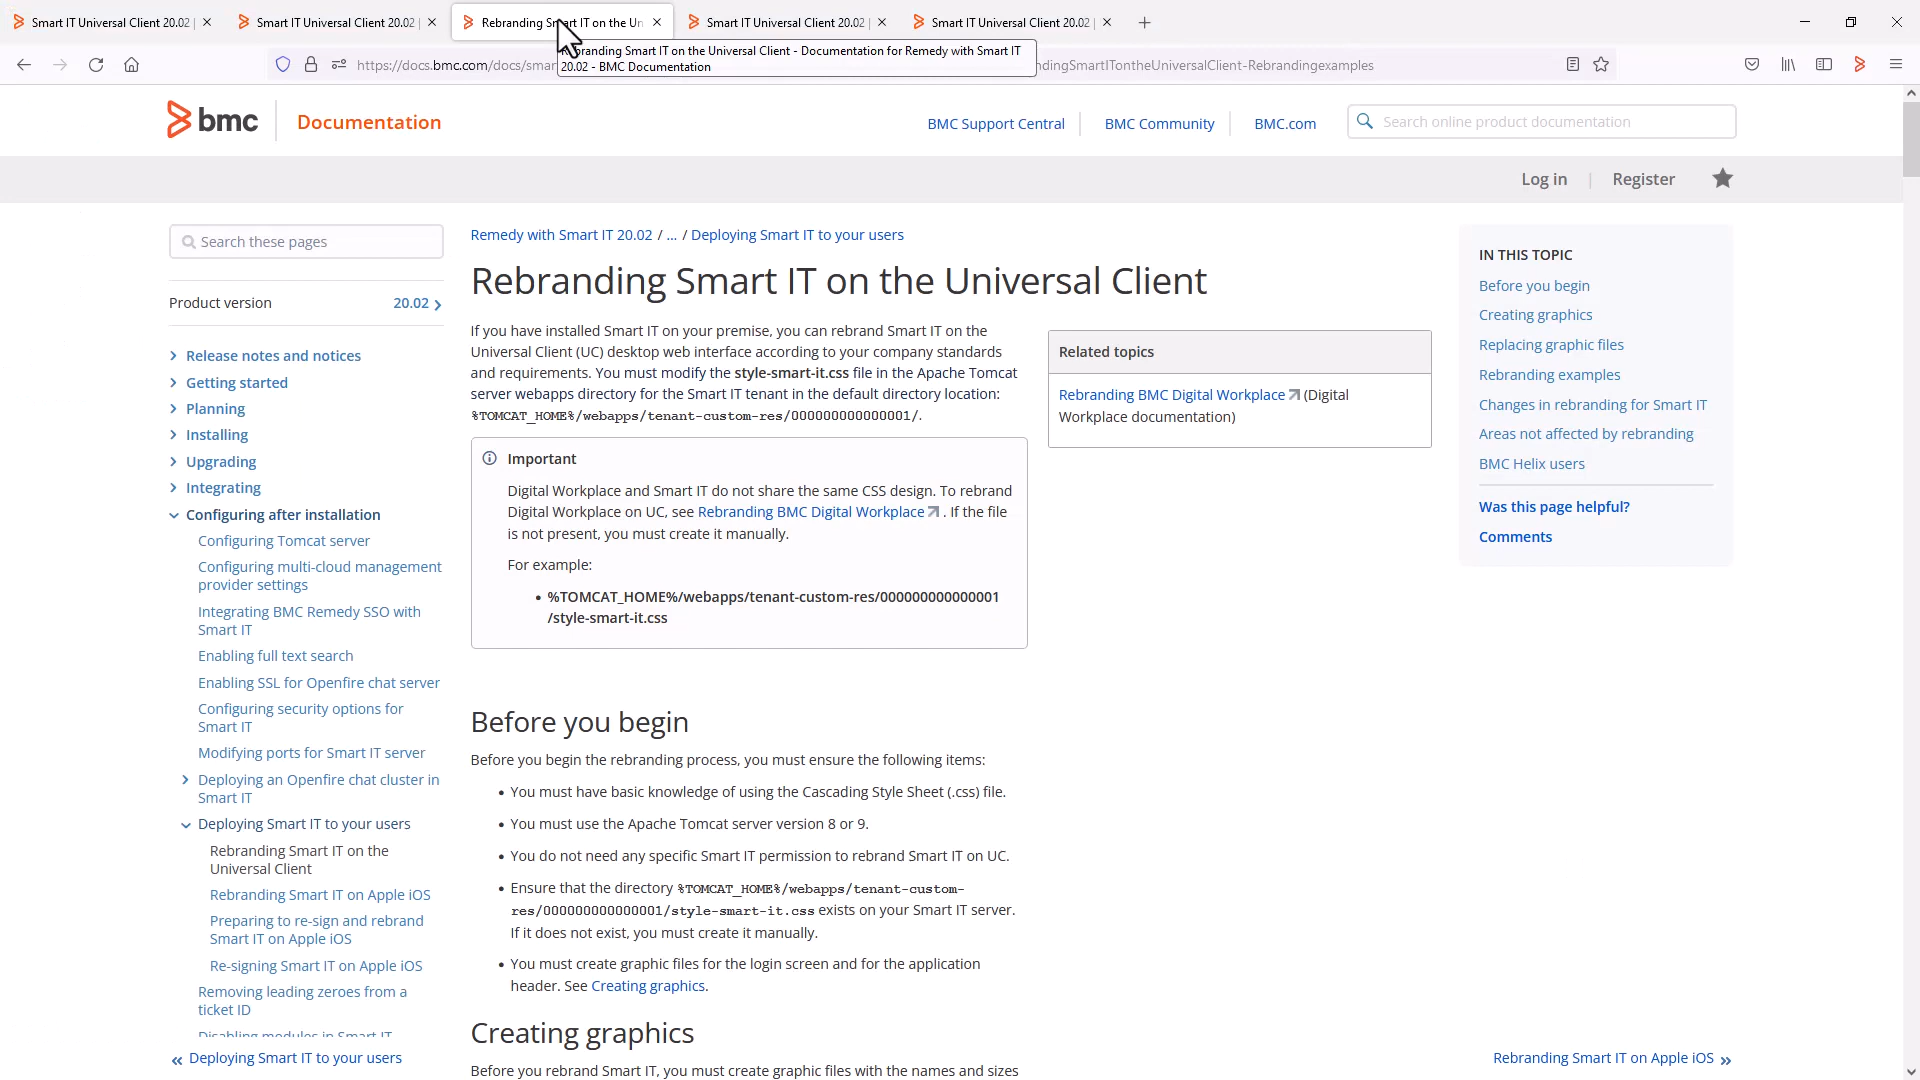 Smart IT Universal Client 20.02 |
Smart IT Universal Client 20.02 |
Rebranding Smart IT on the Un
Smart IT Universal Client 20.02 |
Smart IT Universal Client 20.02 |
Rebranding Smart IT on the Universal Client - Documentation for Remedy with Smart IT
20.02 - BMC Documentation
https://docs.bmc.com/docs/smar
ndingSmartITontheUniversalClient-Rebrandingexamples
bmc
Documentation
BMC Support Central
BMC Community
BMC.com
Search online product documentation
Log in
Register
Search these pages
Product version 20.02
Release notes and notices
Getting started
Planning
Installing
Upgrading
Integrating
Configuring after installation
Configuring Tomcat server
Configuring multi-cloud management
provider settings
Integrating BMC Remedy SSO with
Smart IT
Enabling full text search
Enabling SSL for Openfire chat server
Configuring security options for
Smart IT
Modifying ports for Smart IT server
Deploying an Openfire chat cluster in
Smart IT
Deploying Smart IT to your users
Rebranding Smart IT on the
Universal Client
Rebranding Smart IT on Apple iOS
Preparing to re-sign and rebrand
Smart IT on Apple iOS
Re-signing Smart IT on Apple iOS
Removing leading zeroes from a
ticket ID
Disabling modules in Smart IT
« Deploying Smart IT to your users
Remedy with Smart IT 20.02 / ... / Deploying Smart IT to your users
Rebranding Smart IT on the Universal Client
If you have installed Smart IT on your premise, you can rebrand Smart IT on the
Universal Client (UC) desktop web interface according to your company standards
and requirements. You must modify the style-smart-it.css file in the Apache Tomcat
server webapps directory for the Smart IT tenant in the default directory location:
%TOMCAT_HOME%/webapps/tenant-custom-res/000000000000001/.
Important
Digital Workplace and Smart IT do not share the same CSS design. To rebrand
Digital Workplace on UC, see Rebranding BMC Digital Workplace . If the file
is not present, you must create it manually.
For example:
• %TOMCAT_HOME%/webapps/tenant-custom-res/000000000000001
/style-smart-it.css
Related topics
Rebranding BMC Digital Workplace (Digital
Workplace documentation)
Before you begin
Before you begin the rebranding process, you must ensure the following items:
• You must have basic knowledge of using the Cascading Style Sheet (.css) file.
• You must use the Apache Tomcat server version 8 or 9.
• You do not need any specific Smart IT permission to rebrand Smart IT on UC.
• Ensure that the directory %TOMCAT_HOME%/webapps/tenant-custom-
res/000000000000001/style-smart-it.css exists on your Smart IT server.
If it does not exist, you must create it manually.
• You must create graphic files for the login screen and for the application
header. See Creating graphics.
Creating graphics
Before you rebrand Smart IT, you must create graphic files with the names and sizes
IN THIS TOPIC
Before you begin
Creating graphics
Replacing graphic files
Rebranding examples
Changes in rebranding for Smart IT
Areas not affected by rebranding
BMC Helix users
Was this page helpful?
Comments
Rebranding Smart IT on Apple iOS »